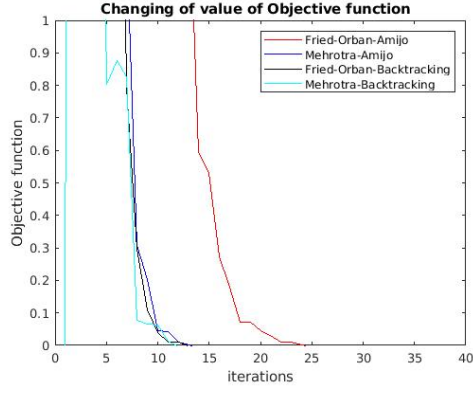 Changing of value of Objective function
Fried-Orban-Amijo
Mehrotra-Amijo
Fried-Orban-Backtracking
Mehrotra-Backtracking
Objective function
1
0.9
0.8
0.7
0.6
0.5
0.4
0.3
0.2
0.1
0
0 5 10 15 20 25 30 35 40
iterations